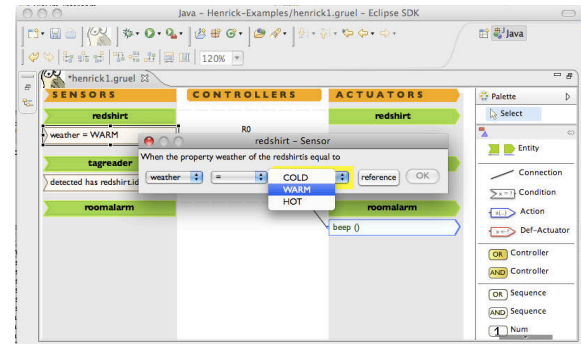 Java - Henrick-Examples/henrick1.gruel - Eclipse SDK
Java
120%
*henrick1.gruel
Palette
Select
SENSORS CONTROLLERS ACTUATORS
redshirt redshirt
weather = WARM
R0
redshirt - Sensor
When the property weather of the redshirtis equal to
weather = COLD reference OK
WARM
HOT
tagreader
detected has redshirt.id
roomalarm roomalarm
beep ()
Entity
Connection
x = ? Condition
x(..) Action
x = ? Def-Actuator
OR Controller
AND Controller
OR Sequence
AND Sequence
1 Num